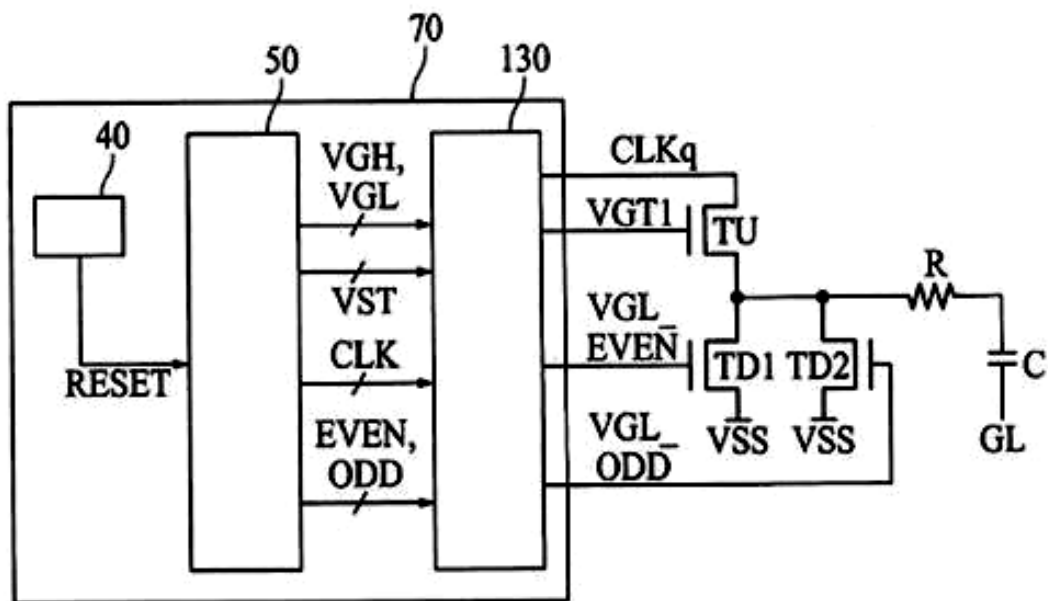 70
50
130
40
VGH,
VGL
VST
CLK
EVEN,
ODD
RESET
CLKq
VGT1
TU
VGL_
EVEN
TD1
TD2
VSS
VSS
VGL_
ODD
R
C
GL